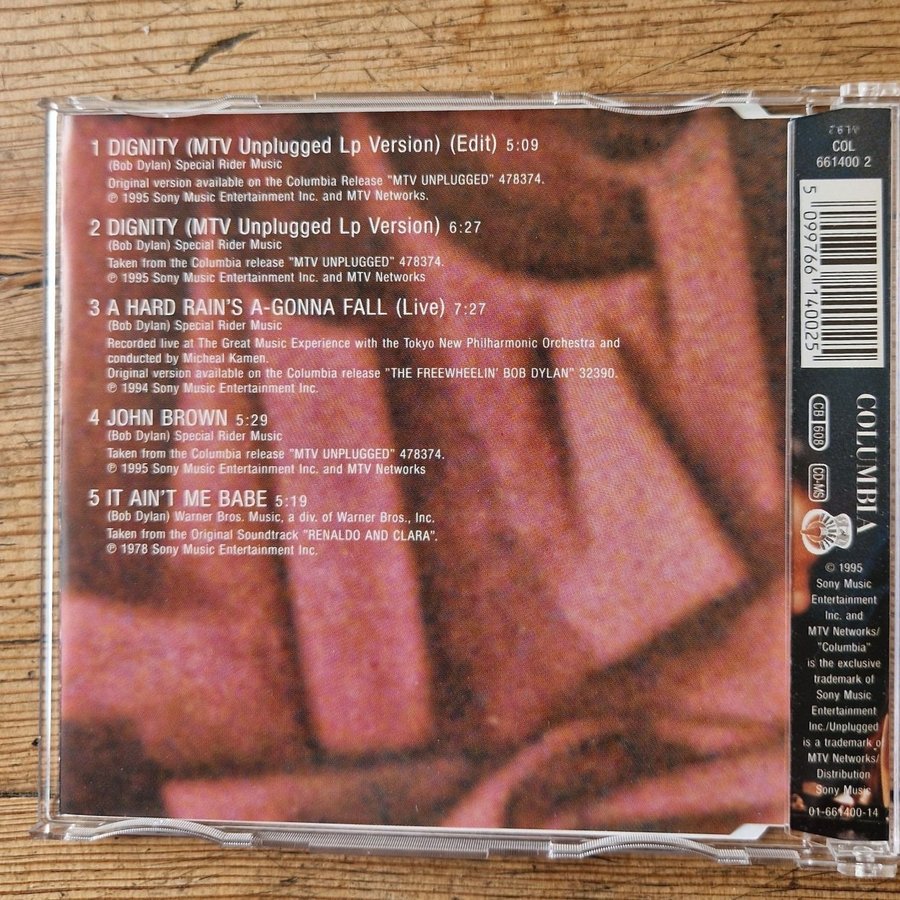 1 DIGNITY (MTV Unplugged Lp Version) (Edit) 5:09
(Bob Dylan) Special Rider Music
Original version available on the Columbia Release "MTV UNPLUGGED" 478374.
℗ 1995 Sony Music Entertainment Inc. and MTV Networks.
2 DIGNITY (MTV Unplugged Lp Version) 6:27
(Bob Dylan) Special Rider Music
Taken from the Columbia release "MTV UNPLUGGED" 478374.
℗ 1995 Sony Music Entertainment Inc. and MTV Networks
3 A HARD RAIN'S A-GONNA FALL (Live) 7:27
(Bob Dylan) Special Rider Music
Recorded live at The Great Music Experience with the Tokyo New Philharmonic Orchestra and
conducted by Micheal Kamen.
Original version available on the Columbia release "THE FREEWHEELIN' BOB DYLAN" 32390.
℗ 1994 Sony Music Entertainment Inc.
4 JOHN BROWN 5:29
(Bob Dylan) Special Rider Music
Taken from the Columbia release "MTV UNPLUGGED" 478374.
℗ 1995 Sony Music Entertainment Inc. and MTV Networks
5 IT AIN'T ME BABE 5:19
(Bob Dylan) Warner Bros. Music, a div. of Warner Bros., Inc.
Taken from the Original Soundtrack "RENALDO AND CLARA".
℗ 1978 Sony Music Entertainment Inc.
COL
661400 2
5 099766 140025
CB 608
CD-MS
COLUMBIA
© 1995
Sony Music
Entertainment
Inc. and
MTV Networks/
"Columbia"
is the exclusive
trademark of
Sony Music
Entertainment
Inc./Unplugged
is a trademark of
MTV Networks/
Distribution
Sony Music
01-661400-14